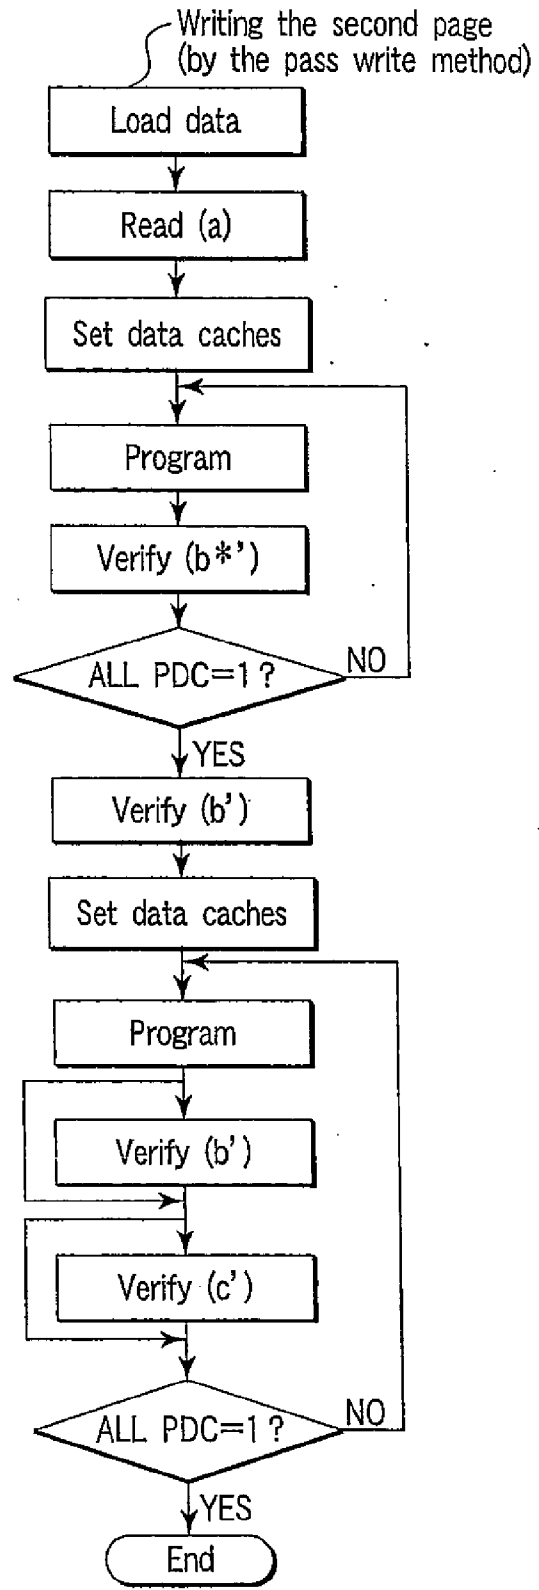 Writing the second page
(by the pass write method)
Load data
Read (a)
Set data caches
Program
Verify (b*')
ALL PDC=1?
NO
YES
Verify (b')
Set data caches
Program
Verify (b')
Verify (c')
ALL PDC=1?
NO
YES
End